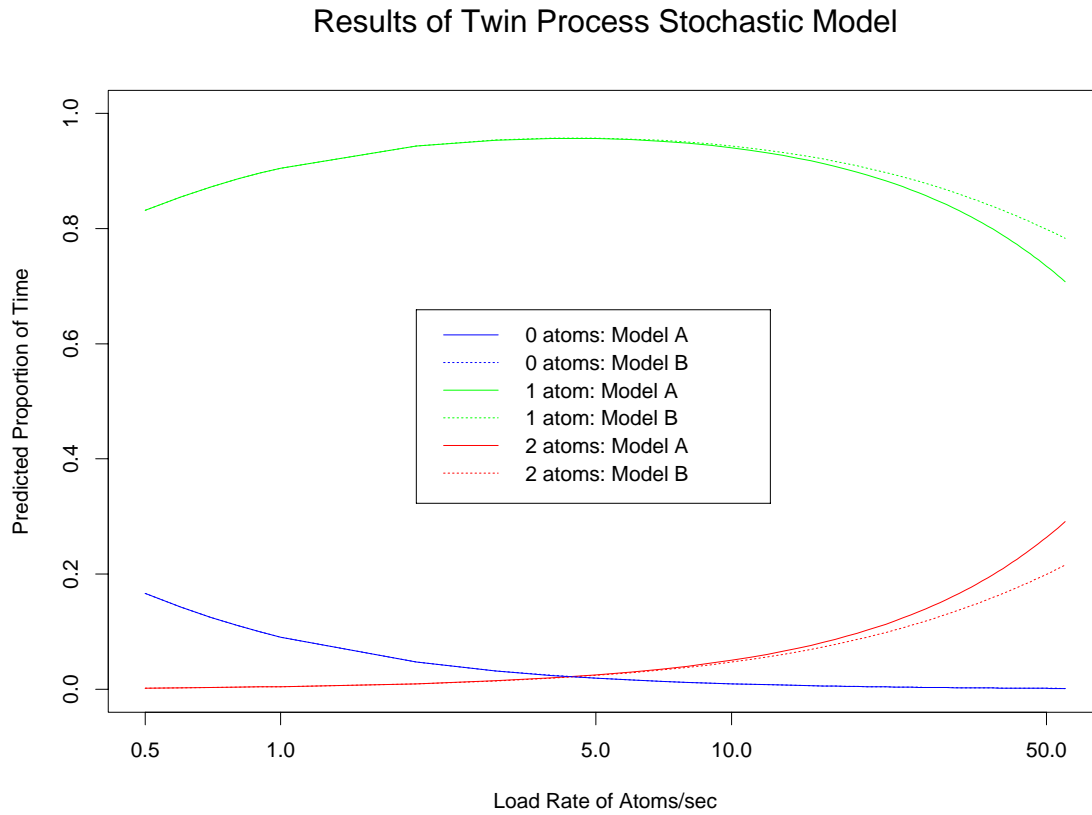 Results of Twin Process Stochastic Model
Predicted Proportion of Time
1.0
0.8
0.6
0.4
0.2
0.0
0 atoms: Model A
0 atoms: Model B
1 atom: Model A
1 atom: Model B
2 atoms: Model A
2 atoms: Model B
0.5 1.0 5.0 10.0 50.0
Load Rate of Atoms/sec